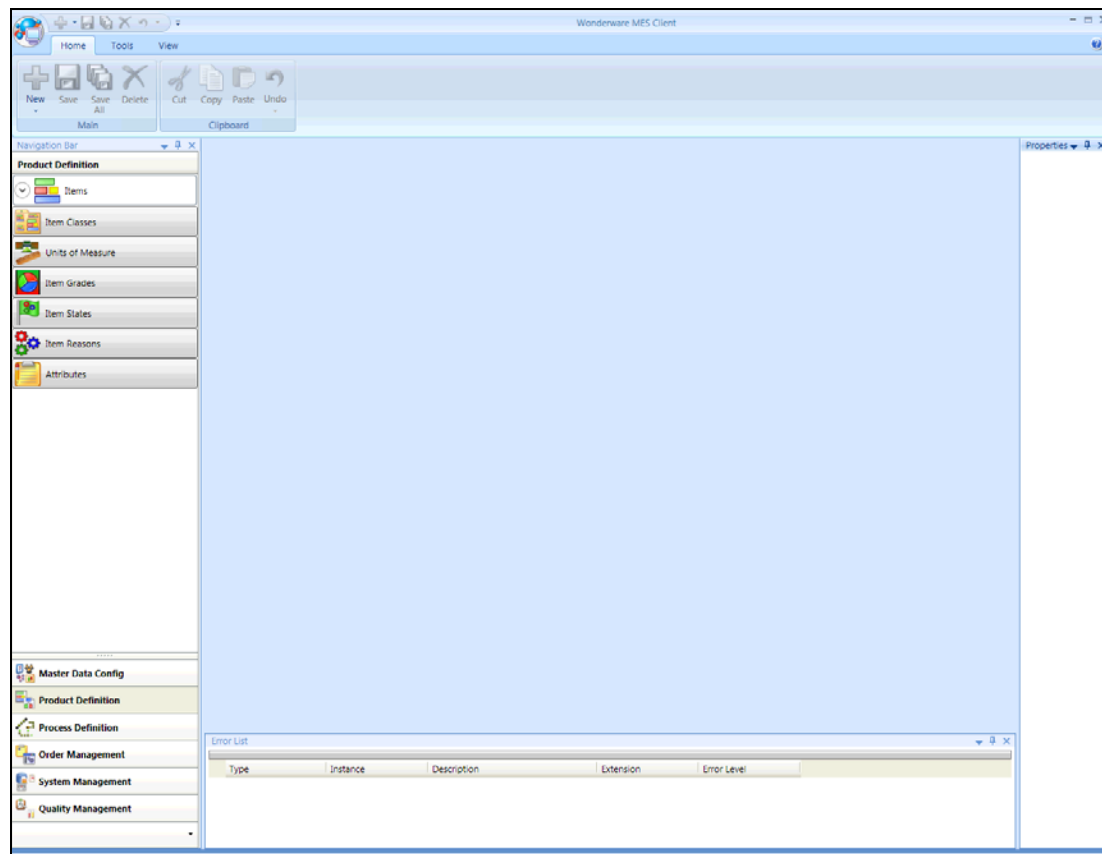 Wonderware MES Client
Home Tools View
New Save Save All Delete Cut Copy Paste Undo
Main Clipboard
Navigation Bar
Properties
Product Definition
Items
Item Classes
Units of Measure
Item Grades
Item States
Item Reasons
Attributes
Master Data Config
Product Definition
Process Definition
Order Management
System Management
Quality Management
Error List
Type Instance Description Extension Error Level